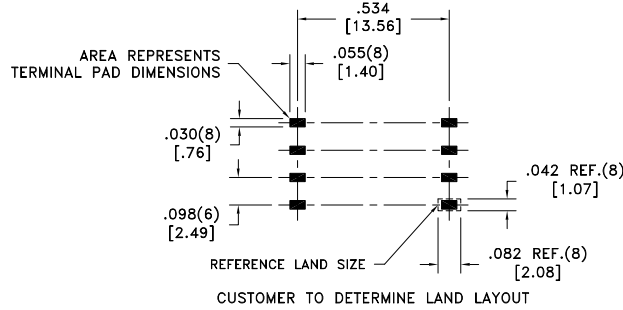 .534
[13.56]
AREA REPRESENTS
TERMINAL PAD DIMENSIONS
.055(8)
[1.40]
.030(8)
[.76]
.042 REF.(8)
[1.07]
.098(6)
[2.49]
REFERENCE LAND SIZE
.082 REF.(8)
[2.08]
CUSTOMER TO DETERMINE LAND LAYOUT